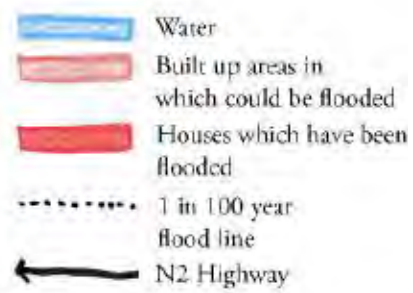 Water
Built up areas in
which could be flooded
Houses which have been
flooded
1 in 100 year
flood line
N2 Highway